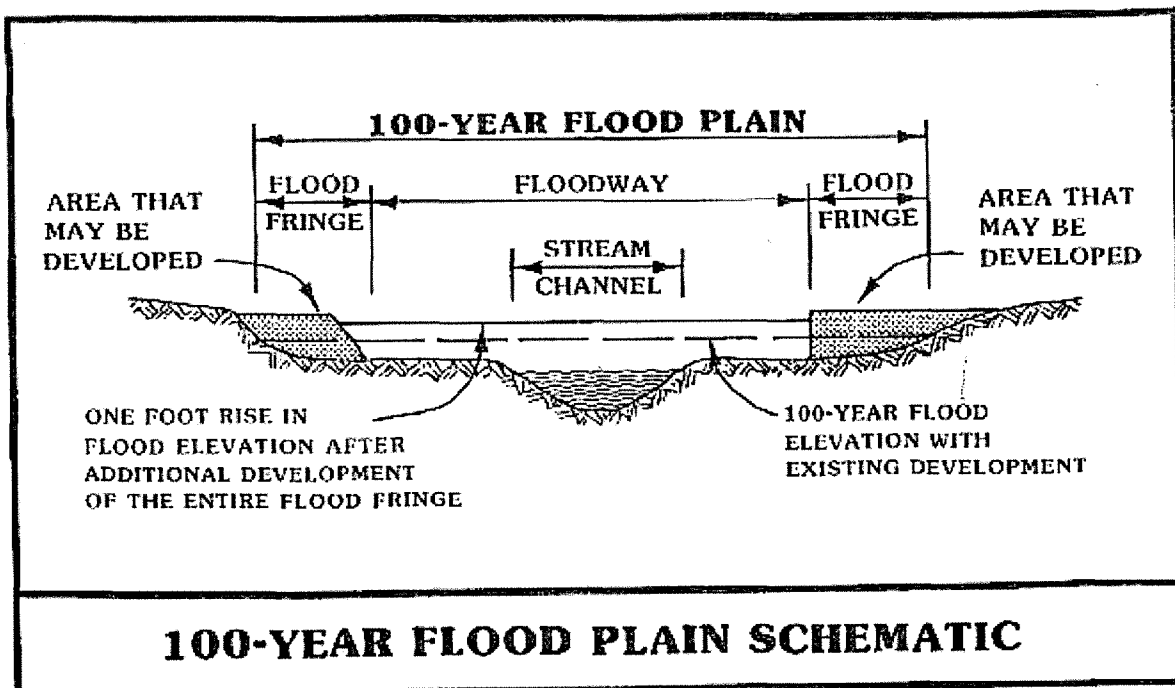 100-YEAR FLOOD PLAIN
FLOOD
FRINGE
FLOODWAY
FLOOD
FRINGE
AREA THAT
MAY BE
DEVELOPED
STREAM
CHANNEL
AREA THAT
MAY BE
DEVELOPED
ONE FOOT RISE IN
FLOOD ELEVATION AFTER
ADDITIONAL DEVELOPMENT
OF THE ENTIRE FLOOD FRINGE
100-YEAR FLOOD
ELEVATION WITH
EXISTING DEVELOPMENT
100-YEAR FLOOD PLAIN SCHEMATIC